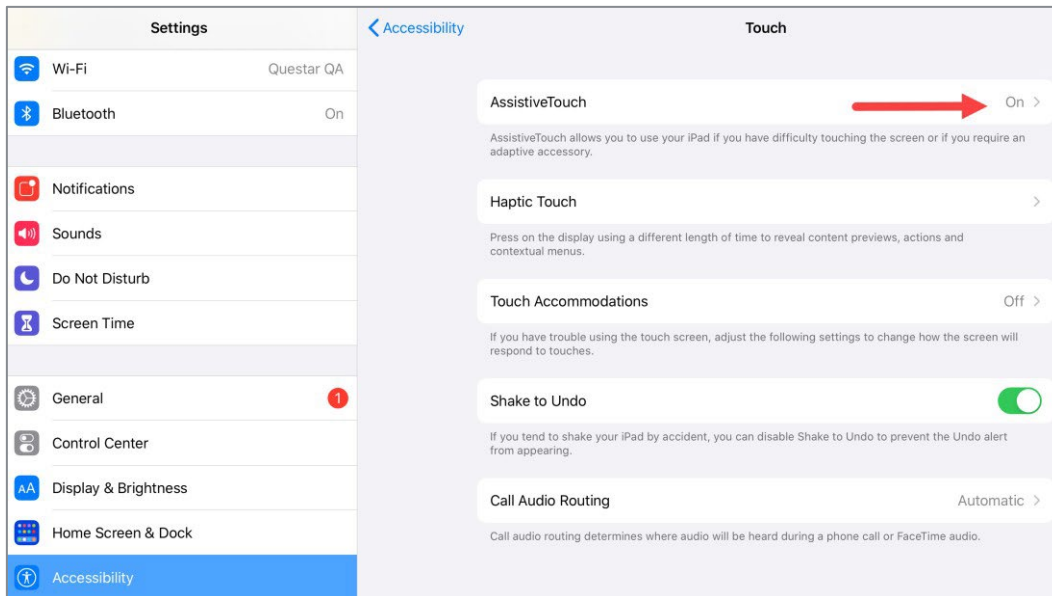 Settings
Wi-Fi Questar QA
Bluetooth On
Notifications
Sounds
Do Not Disturb
Screen Time
General 1
Control Center
AA Display & Brightness
Home Screen & Dock
Accessibility
Accessibility Touch
AssistiveTouch On
AssistiveTouch allows you to use your iPad if you have difficulty touching the screen or if you require an
adaptive accessory.
Haptic Touch
Press on the display using a different length of time to reveal content previews, actions and
contextual menus.
Touch Accommodations Off
If you have trouble using the touch screen, adjust the following settings to change how the screen will
respond to touches.
Shake to Undo
If you tend to shake your iPad by accident, you can disable Shake to Undo to prevent the Undo alert
from appearing.
Call Audio Routing Automatic
Call audio routing determines where audio will be heard during a phone call or FaceTime audio.